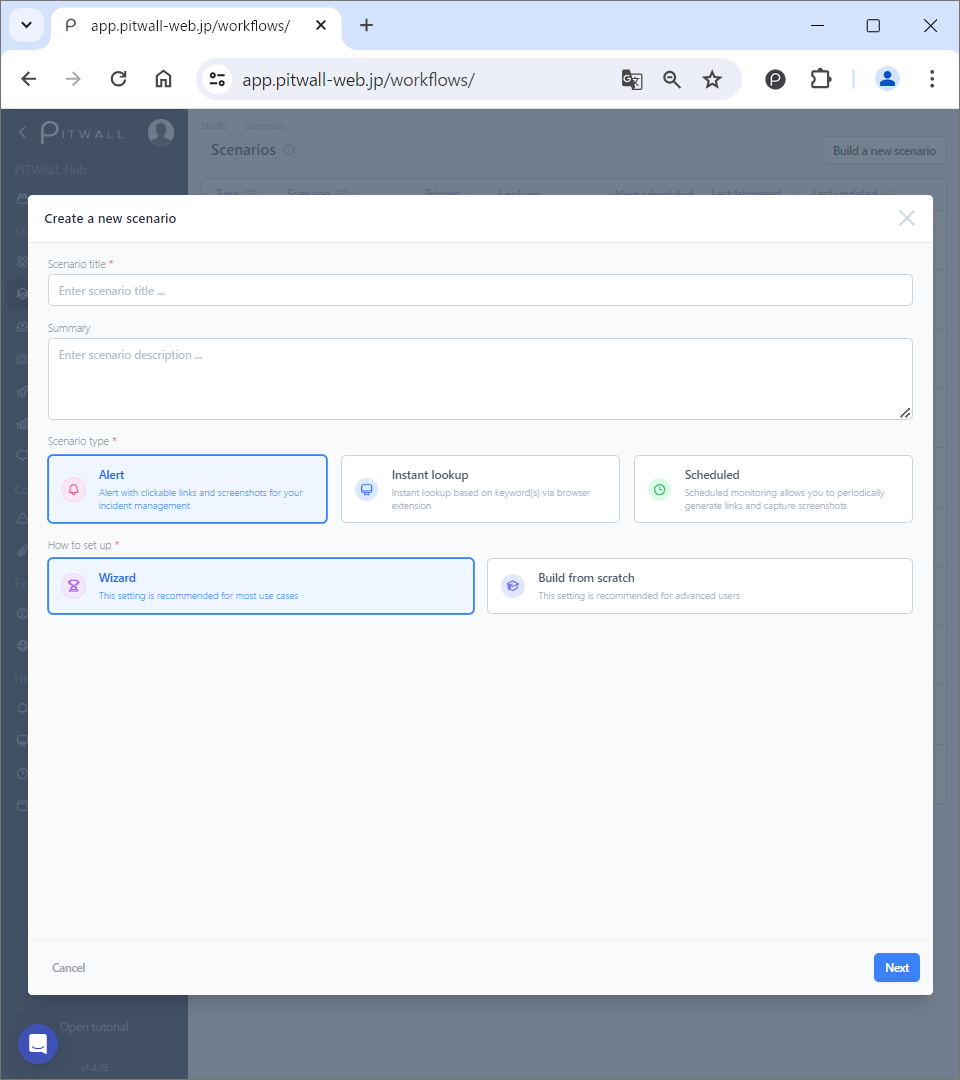 app.pitwall-web.jp/workflows/
app.pitwall-web.jp/workflows/
PITWALL
Studio Scenarios
Scenarios
Build a new scenario
PITWALL Hub
Type Scenario Trigger Lookups Next scheduled Last triggered Last updated
Create a new scenario
Scenario title *
Enter scenario title ...
Summary
Enter scenario description ...
Scenario type *
Alert
Alert with clickable links and screenshots for your
incident management
Instant lookup
Instant lookup based on keyword(s) via browser
extension
Scheduled
Scheduled monitoring allows you to periodically
generate links and capture screenshots
How to set up *
Wizard
This setting is recommended for most use cases
Build from scratch
This setting is recommended for advanced users
Cancel
Next
Open tutorial
v1.4.19